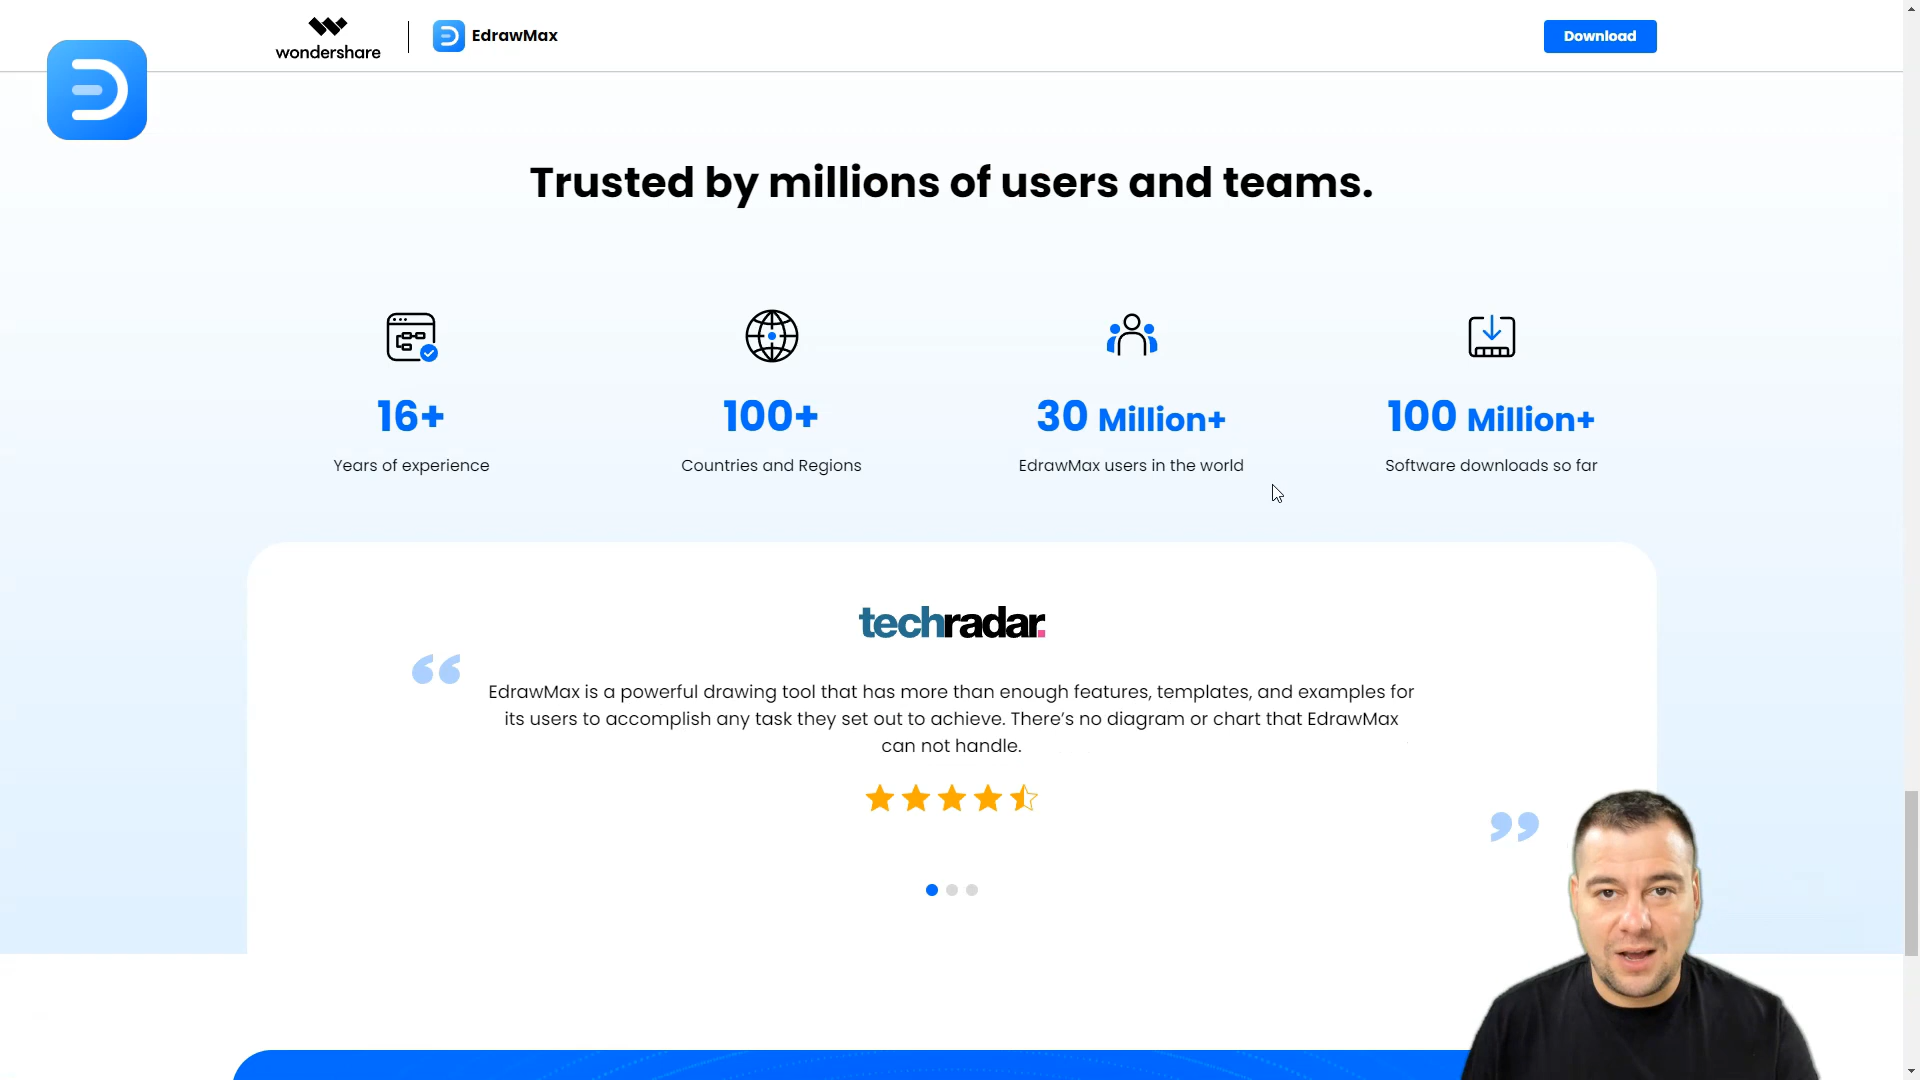 wondershare
EdrawMax
Download
Trusted by millions of users and teams.
16+
100+
30 Million+
100 Million+
Years of experience
Countries and Regions
EdrawMax users in the world
Software downloads so far
techradar.
“
EdrawMax is a powerful drawing tool that has more than enough features, templates, and examples for
its users to accomplish any task they set out to achieve. There’s no diagram or chart that EdrawMax
can not handle.
”